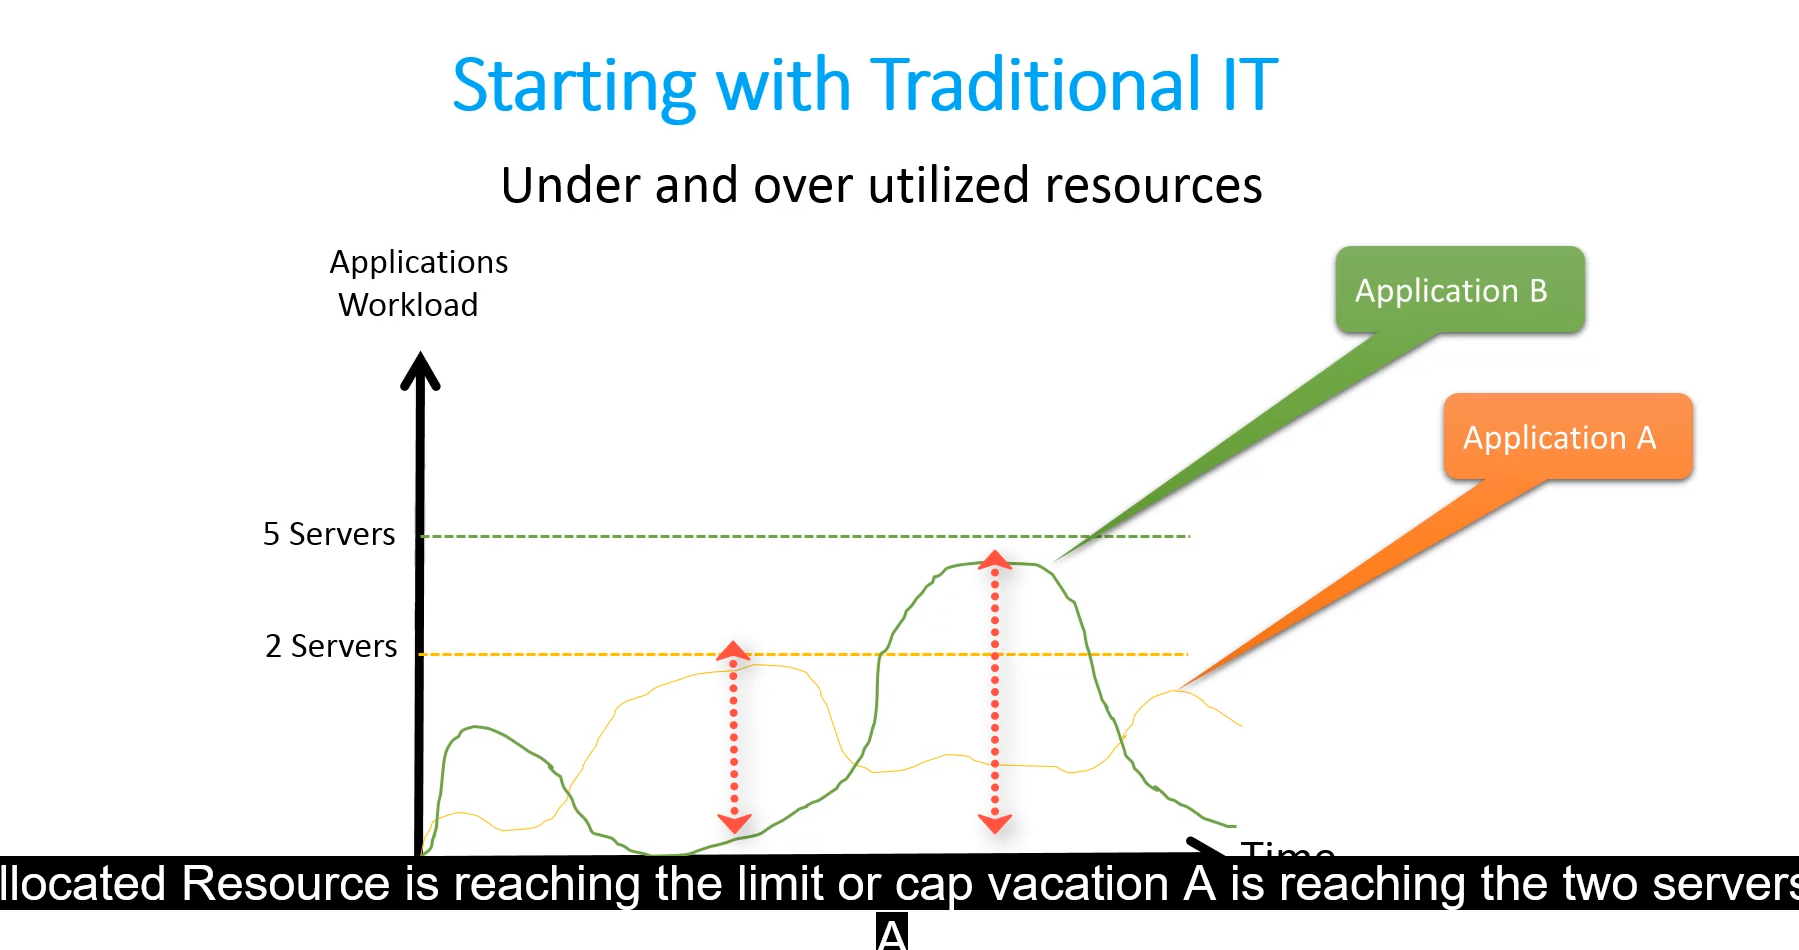 Starting with Traditional IT
Under and over utilized resources
Applications
Workload
Application B
Application A
5 Servers
2 Servers
Time
llocated Resource is reaching the limit or cap vacation A is reaching the two servers
A